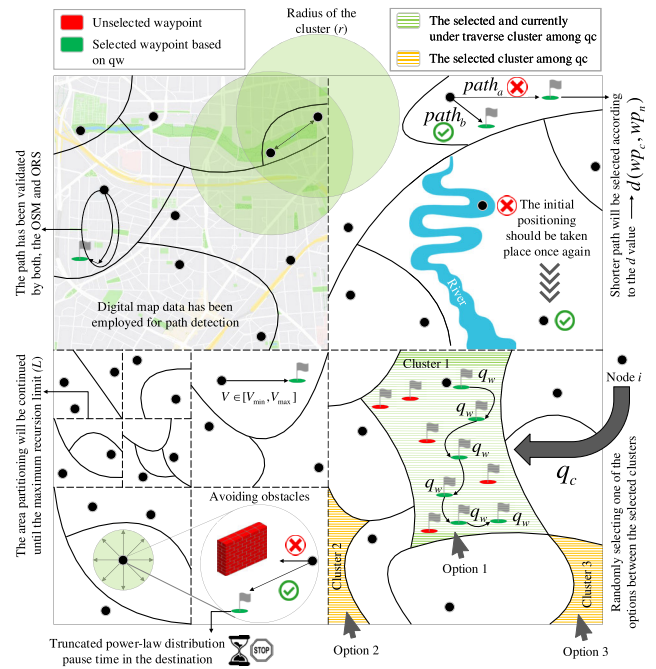 Unselected waypoint
Selected waypoint based
on qw
Radius of the
cluster (r)
The selected and currently
under traverse cluster among qc
The selected cluster among qc
path_a
path_b
Shorter path will be selected according
to the d value → d (wp_c, wp_n)
The path has been validated
by both, the OSM and ORS
The initial
positioning
should be taken
place once again
River
Digital map data has been
employed for path detection
Cluster 1
Node i
V ∈ [V_min , V_max ]
q_w
q_w
q_w
q_w
q_w
q_w
q_c
The area partitioning will be continued
until the maximum recursion limit (L)
Avoiding obstacles
Cluster 2
Option 1
Cluster 3
Randomly selecting one of the
options between the selected clusters
Truncated power-law distribution
pause time in the destination
STOP
Option 2
Option 3